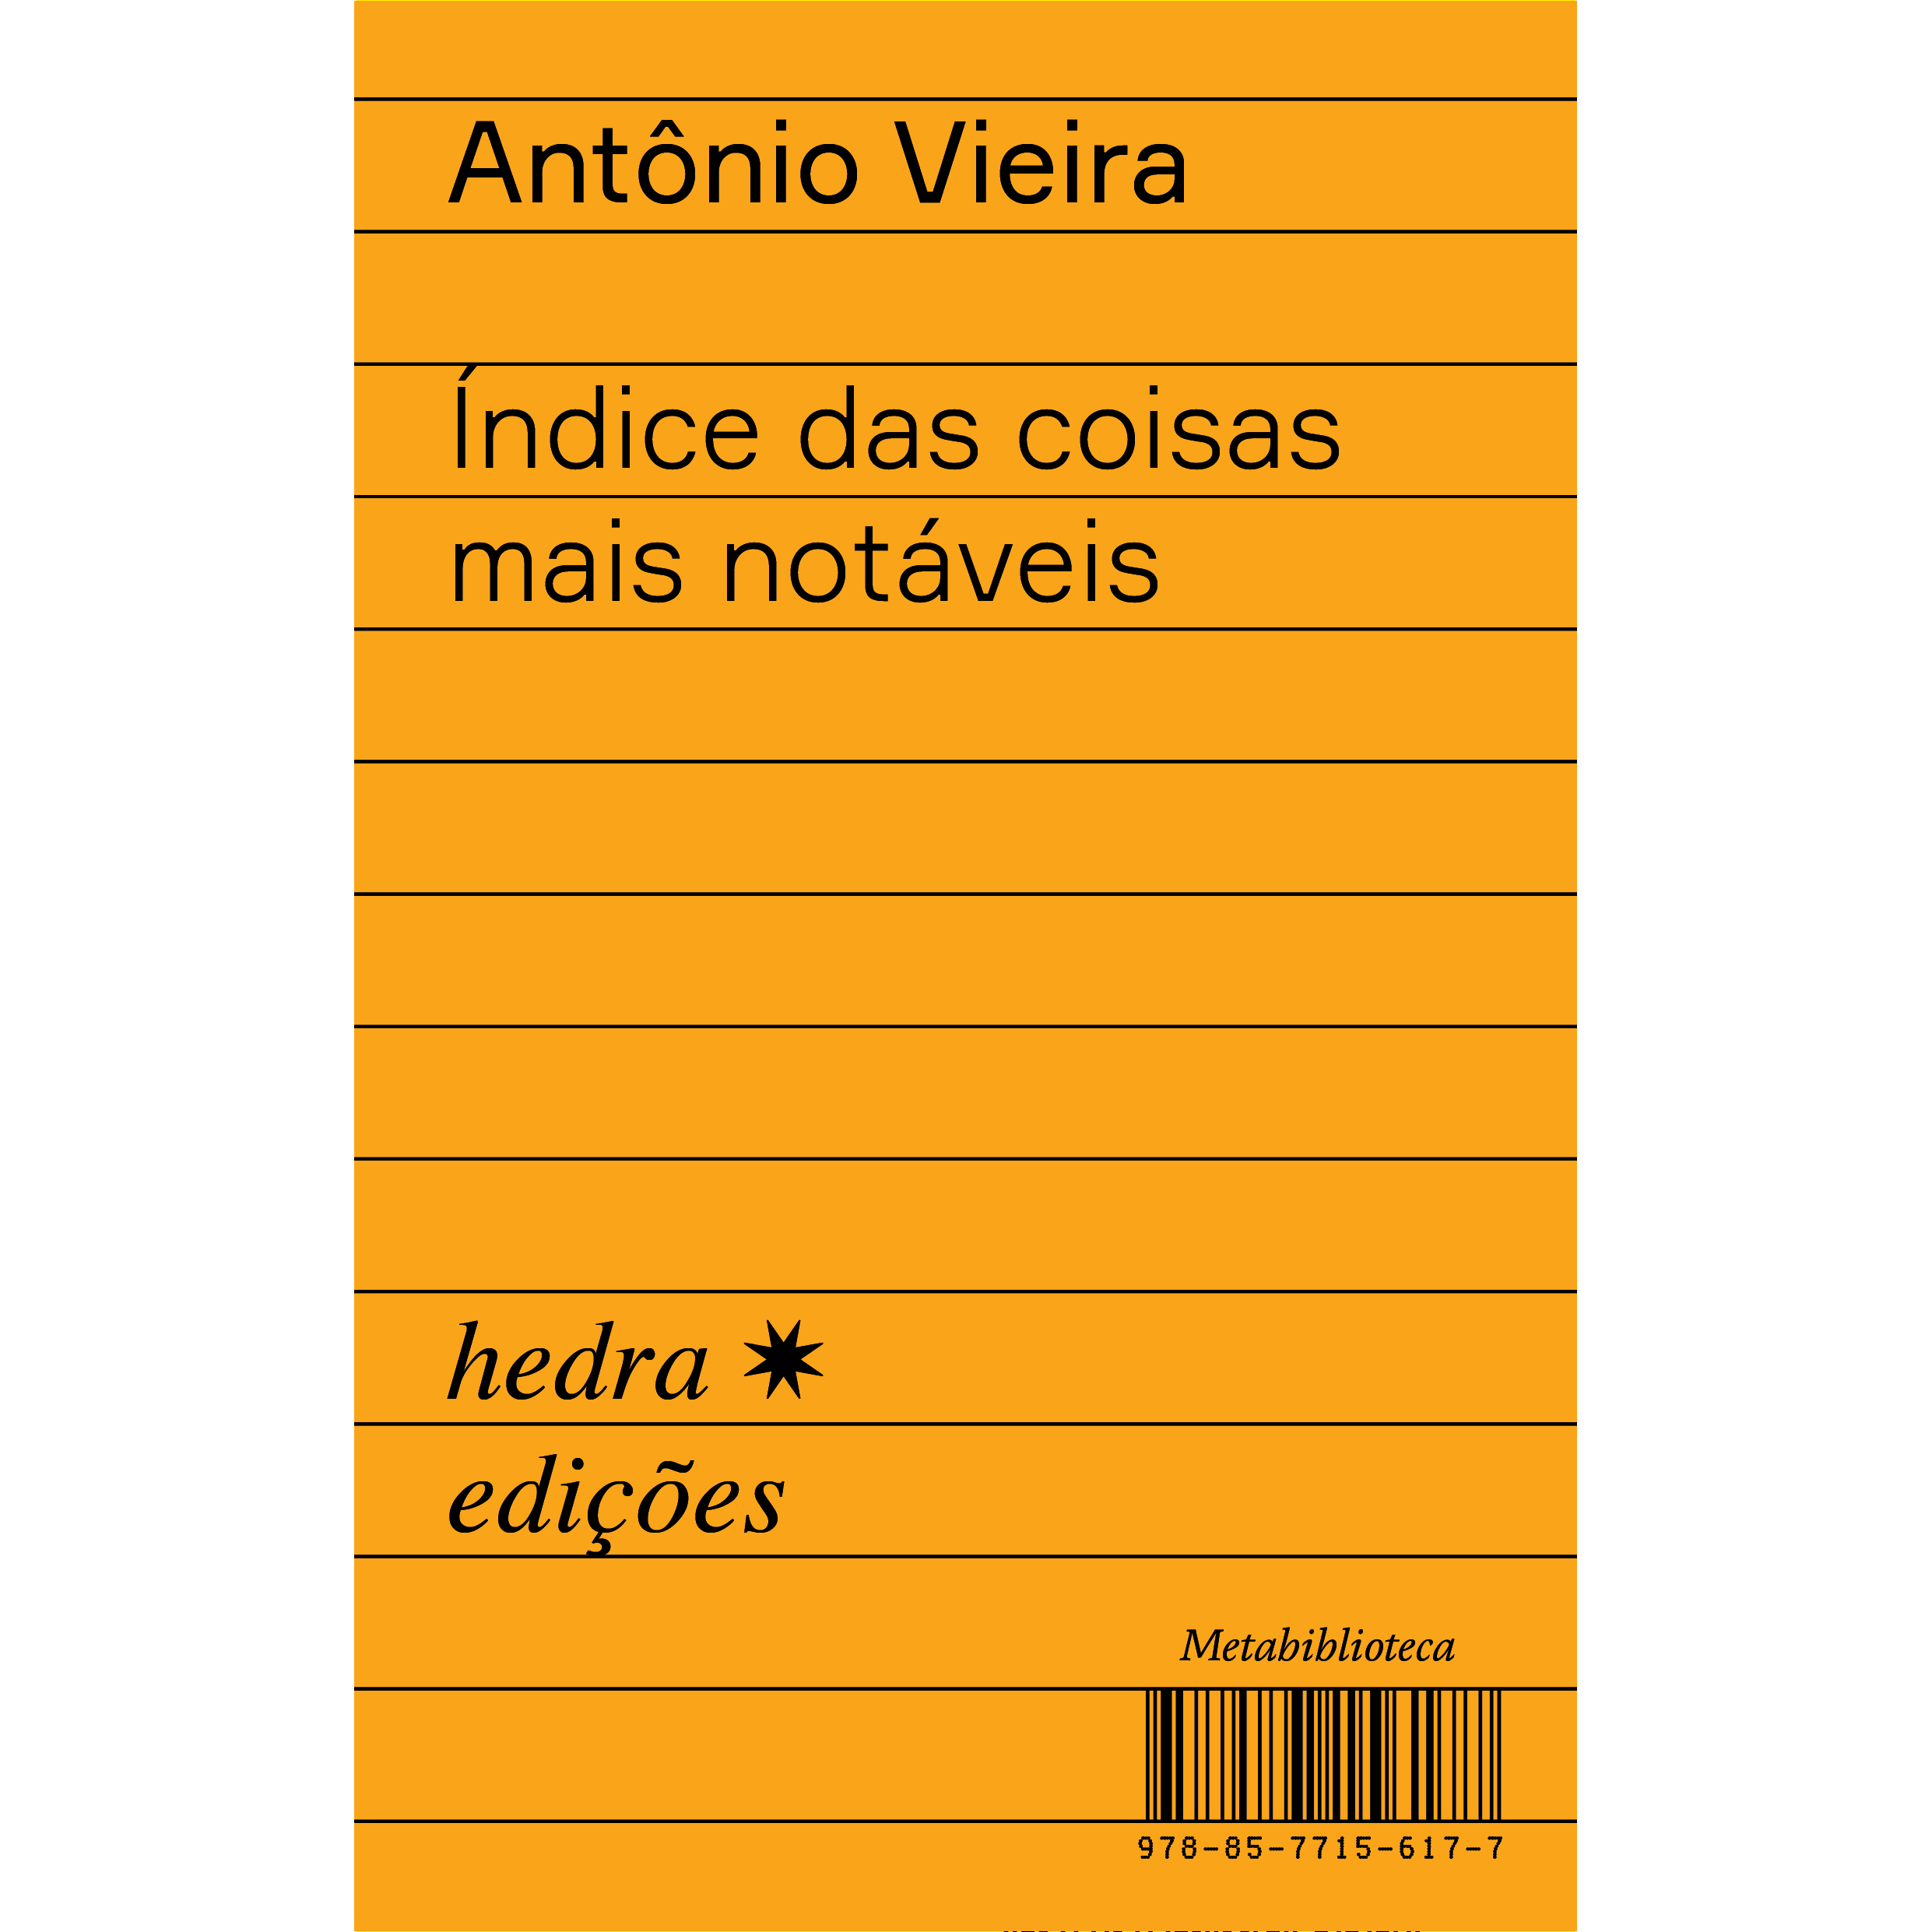 Antônio Vieira
Índice das coisas
mais notáveis
hedra
edições
Metabiblioteca
978-85-7715-617-7